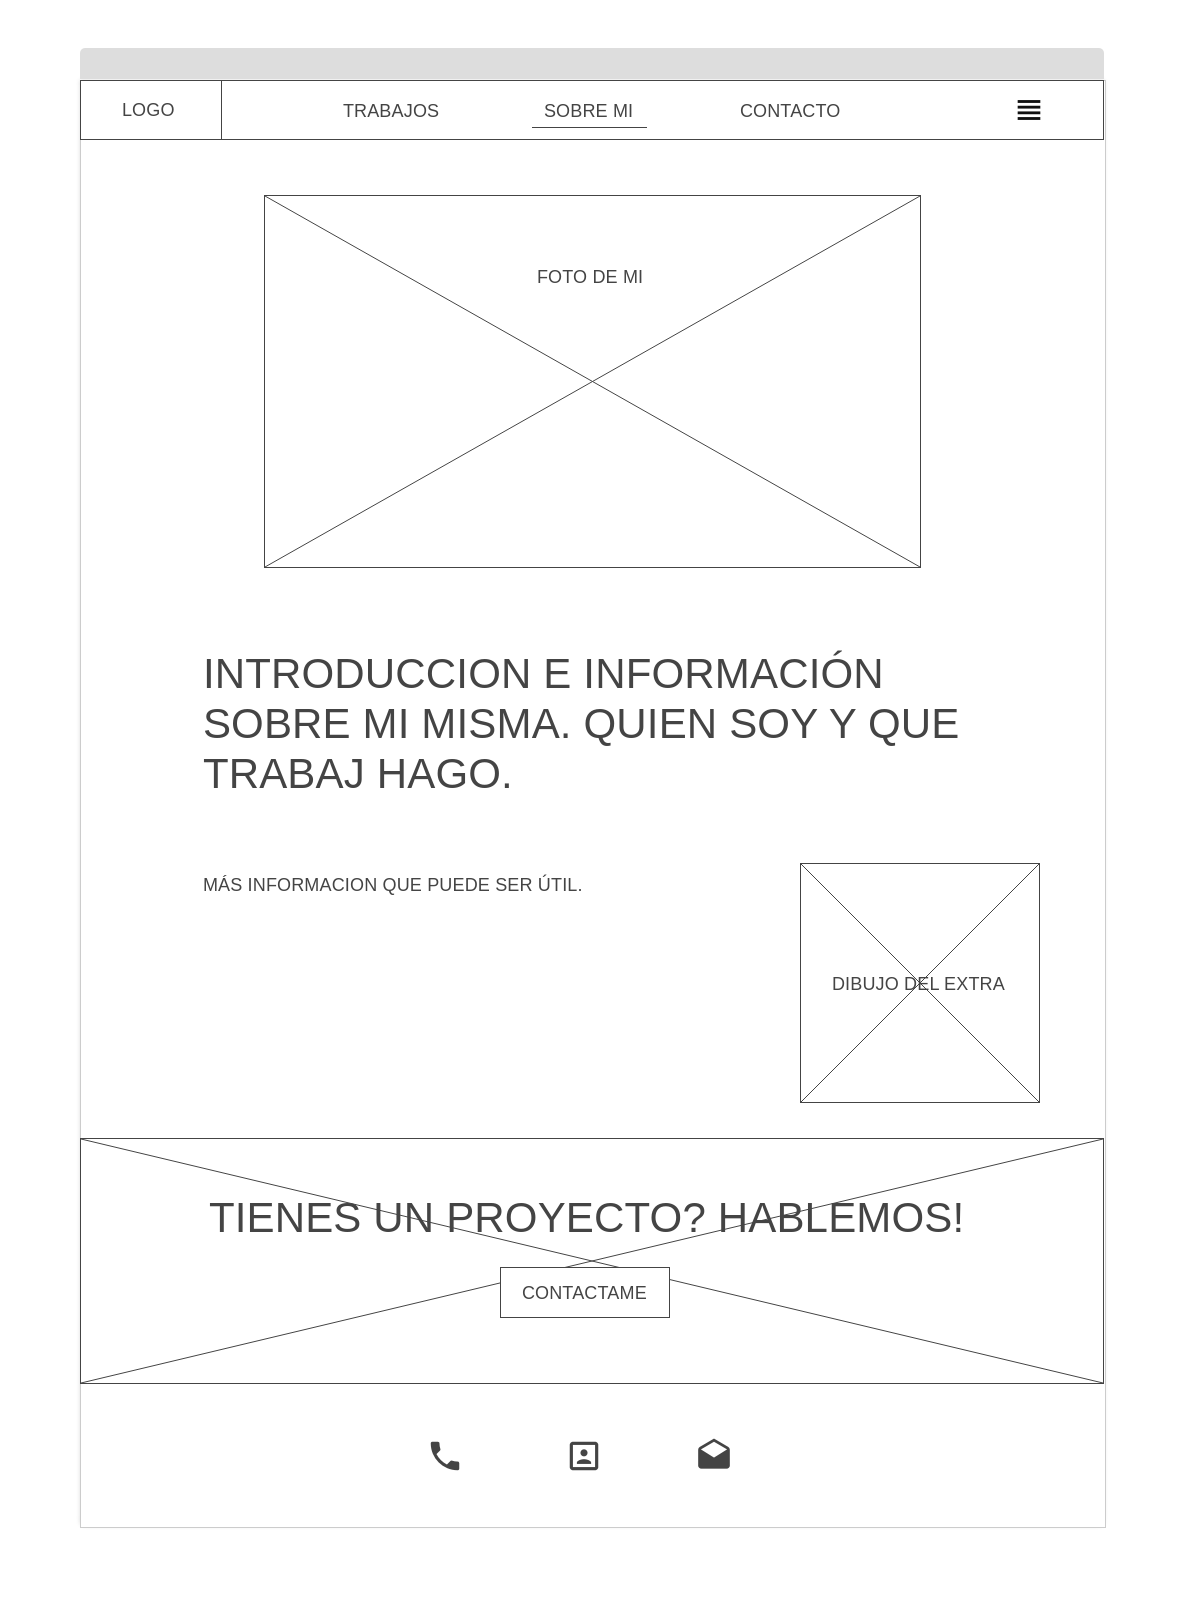 LOGO
TRABAJOS
SOBRE MI
CONTACTO
FOTO DE MI
INTRODUCCION E INFORMACIÓN
SOBRE MI MISMA. QUIEN SOY Y QUE
TRABAJ HAGO.
MÁS INFORMACION QUE PUEDE SER ÚTIL.
DIBUJO DEL EXTRA
TIENES UN PROYECTO? HABLEMOS!
CONTACTAME